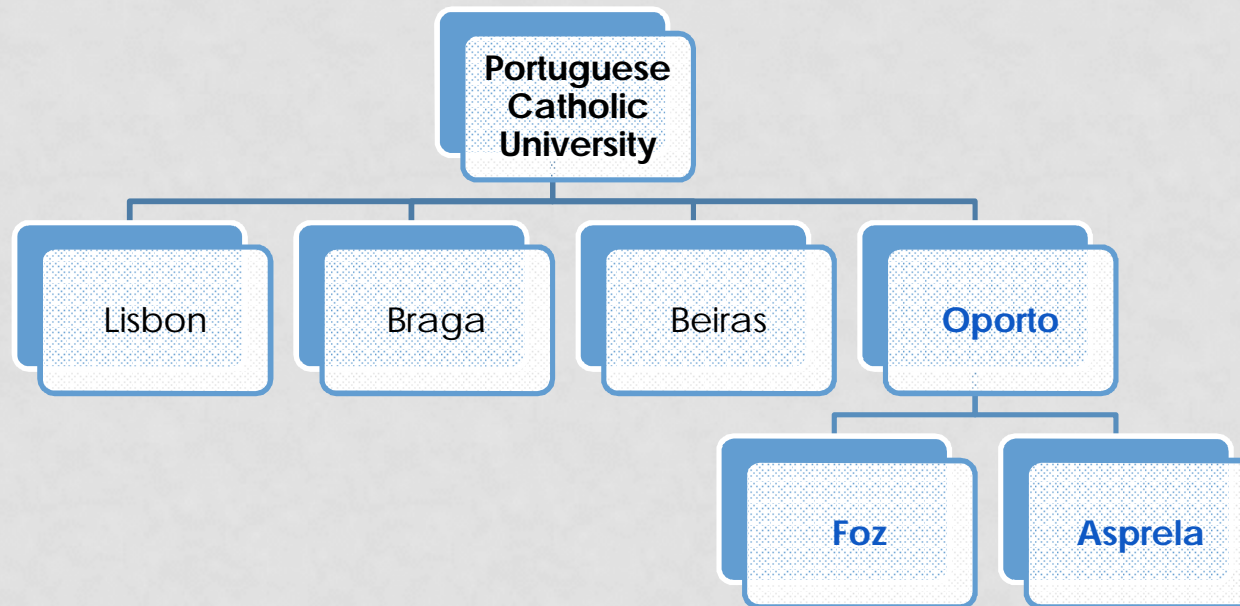 Portuguese
Catholic
University
Lisbon
Braga
Beiras
Oporto
Foz
Asprela